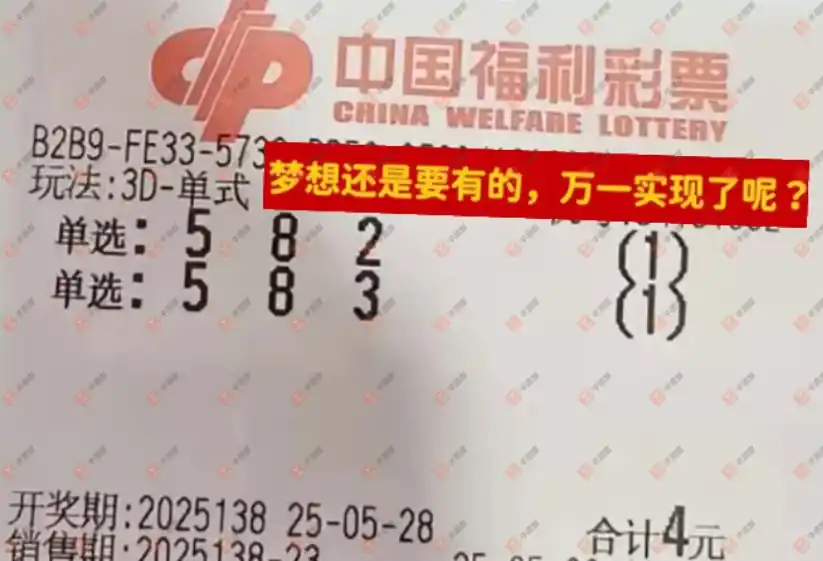 中国福利彩票
CHINA WELFARE LOTTERY
B2B9-FE33-573
梦想还是要有的，万一实现了呢？
玩法:3D-单式
单选: 5 8 2 (1)
单选: 5 8 3 (1)
开奖期:2025138 25-05-28 合计4元
销售期:2025138-23